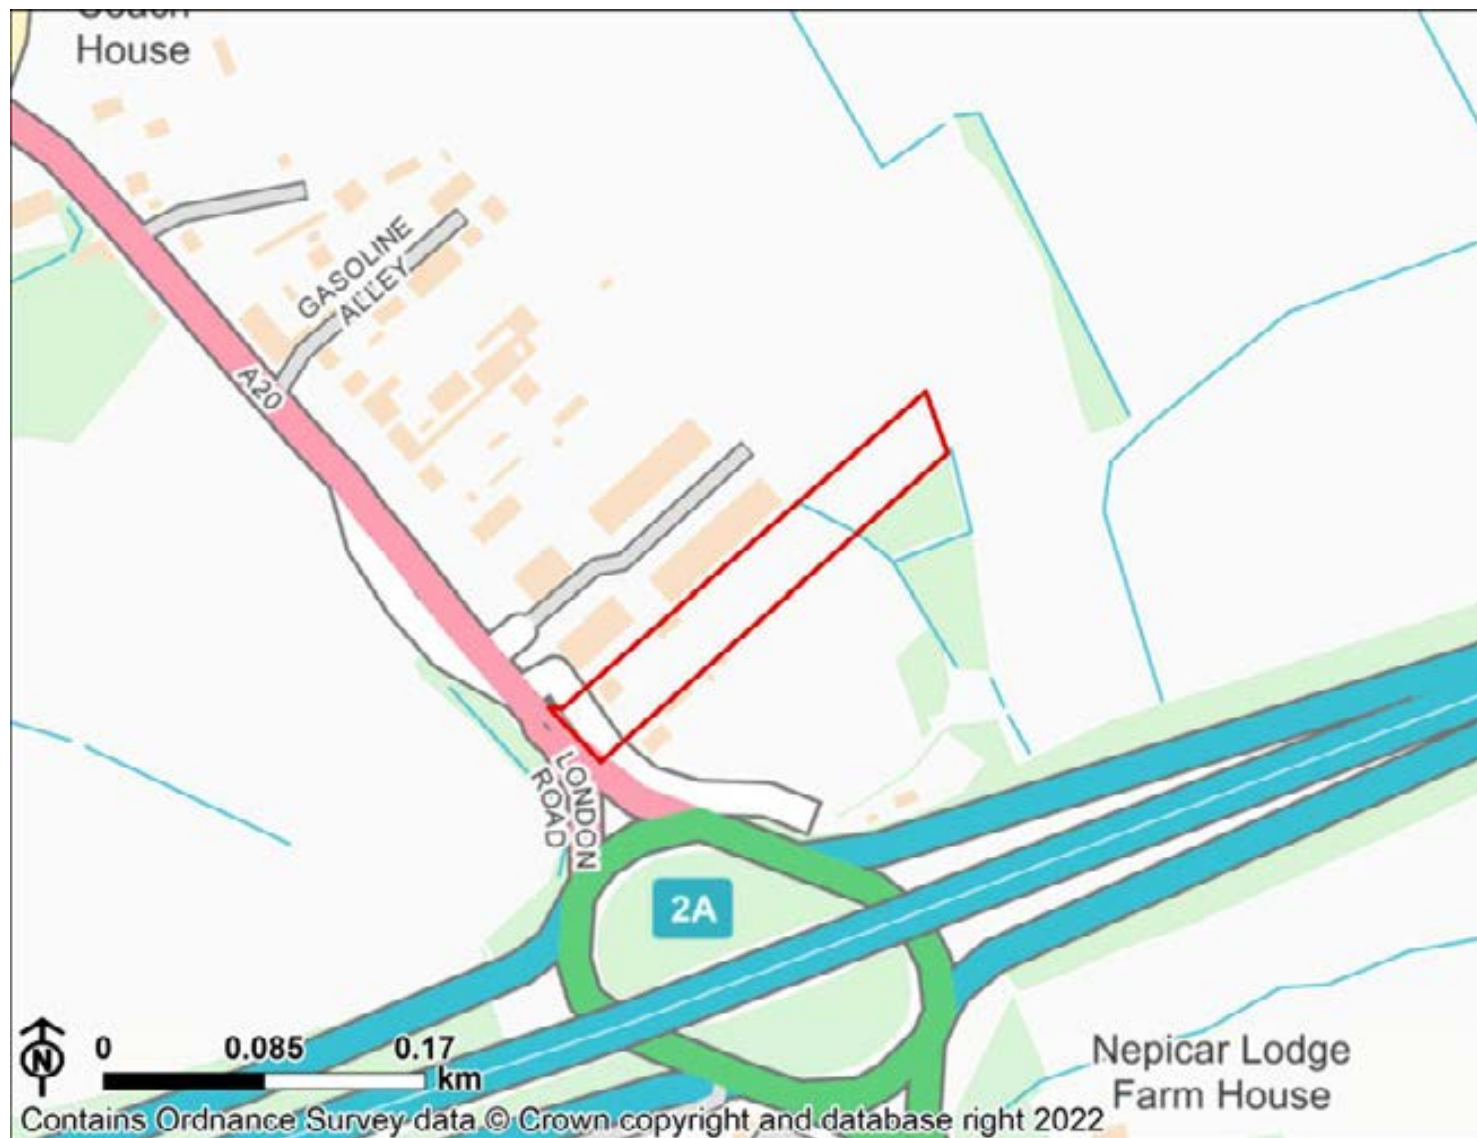 House
GASOLINE
ALLEY
A20
LONDON
ROAD
2A
N
0 0.085 0.17
km
Nepicar Lodge
Farm House
Contains Ordnance Survey data © Crown copyright and database right 2022